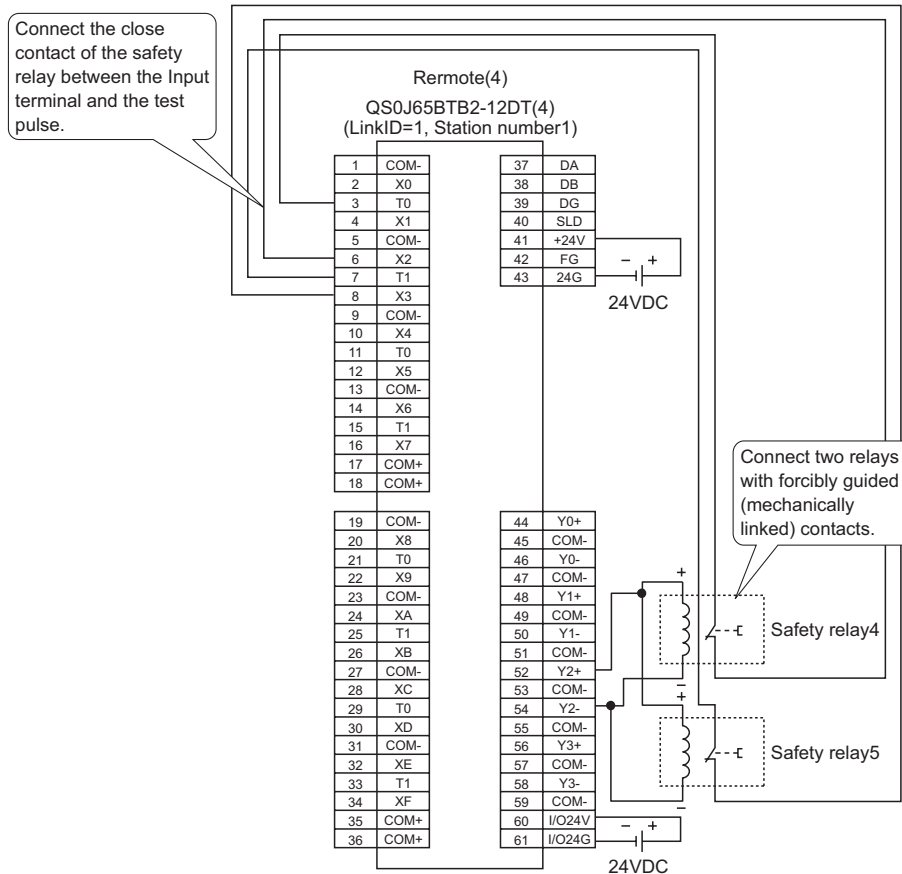 Connect the close
contact of the safety
relay between the Input
terminal and the test
pulse.
Rermote(4)
QS0J65BTB2-12DT(4)
(LinkID=1, Station number1)
1 COM-
2 X0
3 T0
4 X1
5 COM-
6 X2
7 T1
8 X3
9 COM-
10 X4
11 T0
12 X5
13 COM-
14 X6
15 T1
16 X7
17 COM+
18 COM+
19 COM-
20 X8
21 T0
22 X9
23 COM-
24 XA
25 T1
26 XB
27 COM-
28 XC
29 T0
30 XD
31 COM-
32 XE
33 T1
34 XF
35 COM+
36 COM+
37 DA
38 DB
39 DG
40 SLD
41 +24V
42 FG
43 24G
− +
24VDC
44 Y0+
45 COM-
46 Y0-
47 COM-
48 Y1+
49 COM-
50 Y1-
51 COM-
52 Y2+
53 COM-
54 Y2-
55 COM-
56 Y3+
57 COM-
58 Y3-
59 COM-
60 I/O24V
61 I/O24G
− +
24VDC
Connect two relays
with forcibly guided
(mechanically
linked) contacts.
+
Safety relay4
−
+
Safety relay5
−